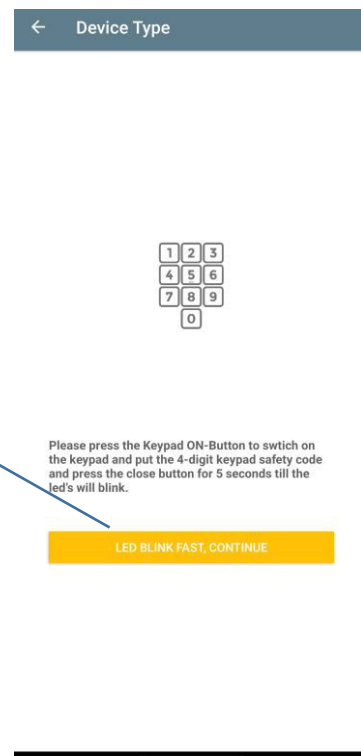 Device Type
1 2 3
4 5 6
7 8 9
0
Please press the Keypad ON-Button to swtich on
the keypad and put the 4-digit keypad safety code
and press the close button for 5 seconds till the
led's will blink.
LED BLINK FAST, CONTINUE